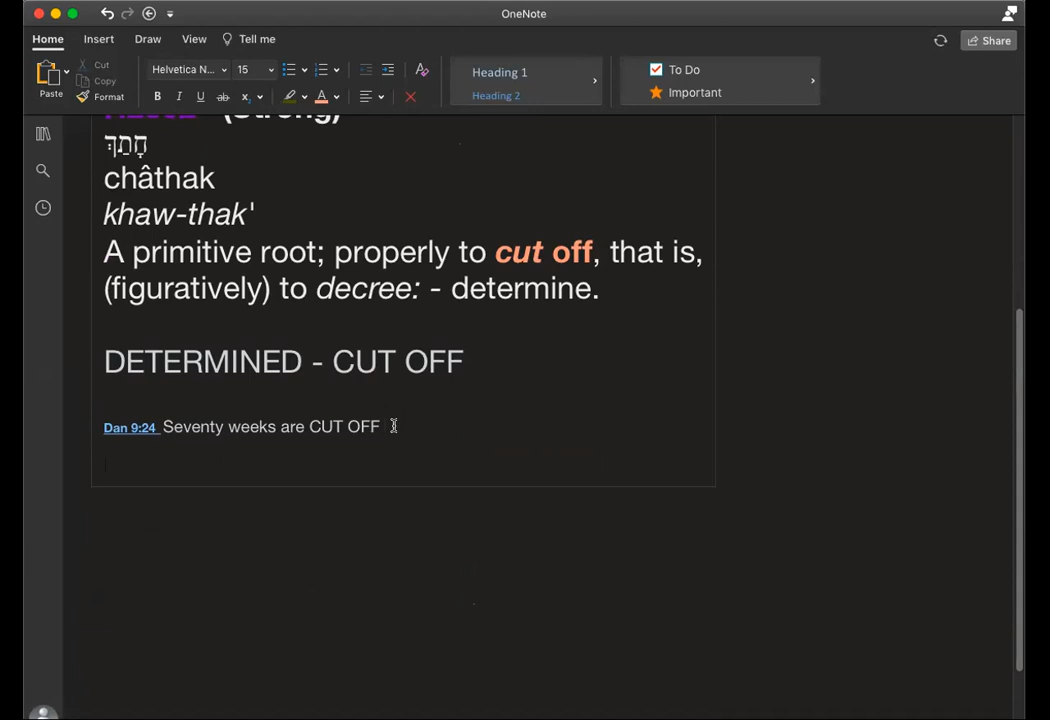 OneNote
Home Insert Draw View Tell me
Share
Paste
Cut
Copy
Format
Helvetica N... 15
B I U ab x A
Heading 1
Heading 2
To Do
Important
(Strong)
חָתַךְ
châthak
khaw-thak'
A primitive root; properly to cut off, that is,
(figuratively) to decree: - determine.
DETERMINED - CUT OFF
Dan 9:24 Seventy weeks are CUT OFF